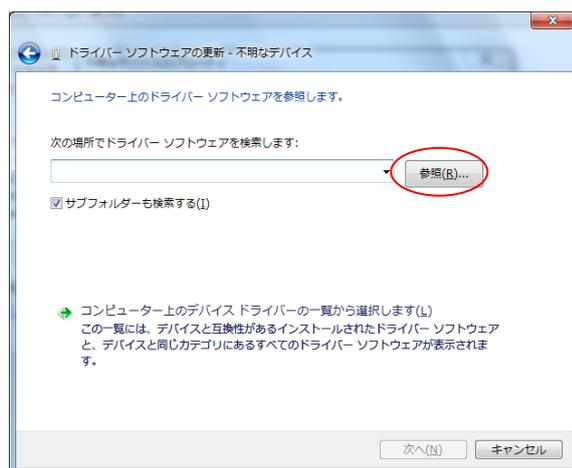 ドライバー ソフトウェアの更新 - 不明なデバイス
コンピューター上のドライバー ソフトウェアを参照します。
次の場所でドライバー ソフトウェアを検索します:
参照(R)...
サブフォルダーも検索する(I)
コンピューター上のデバイス ドライバーの一覧から選択します(L)
この一覧には、デバイスと互換性があるインストールされたドライバー ソフトウェア
と、デバイスと同じカテゴリにあるすべてのドライバー ソフトウェアが表示されま
す。
次へ(N) キャンセル